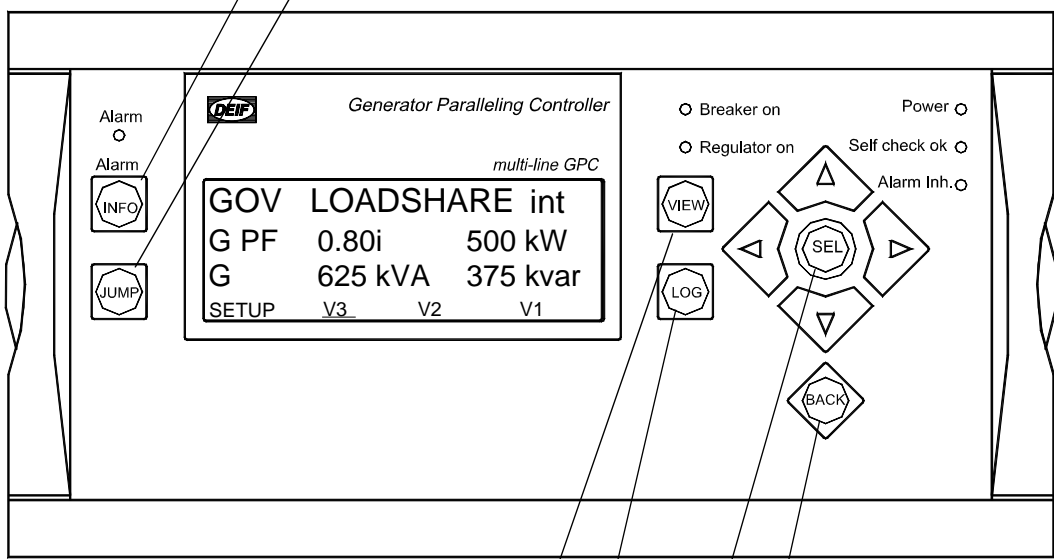 DEIF
Generator Paralleling Controller
multi-line GPC
Alarm
Alarm
INFO
JUMP
GOV LOADSHARE int
G PF 0.80i 500 kW
G 625 kVA 375 kvar
SETUP V3 V2 V1
Breaker on
Regulator on
Power
Self check ok
Alarm Inh.
VIEW
LOG
SEL
BACK